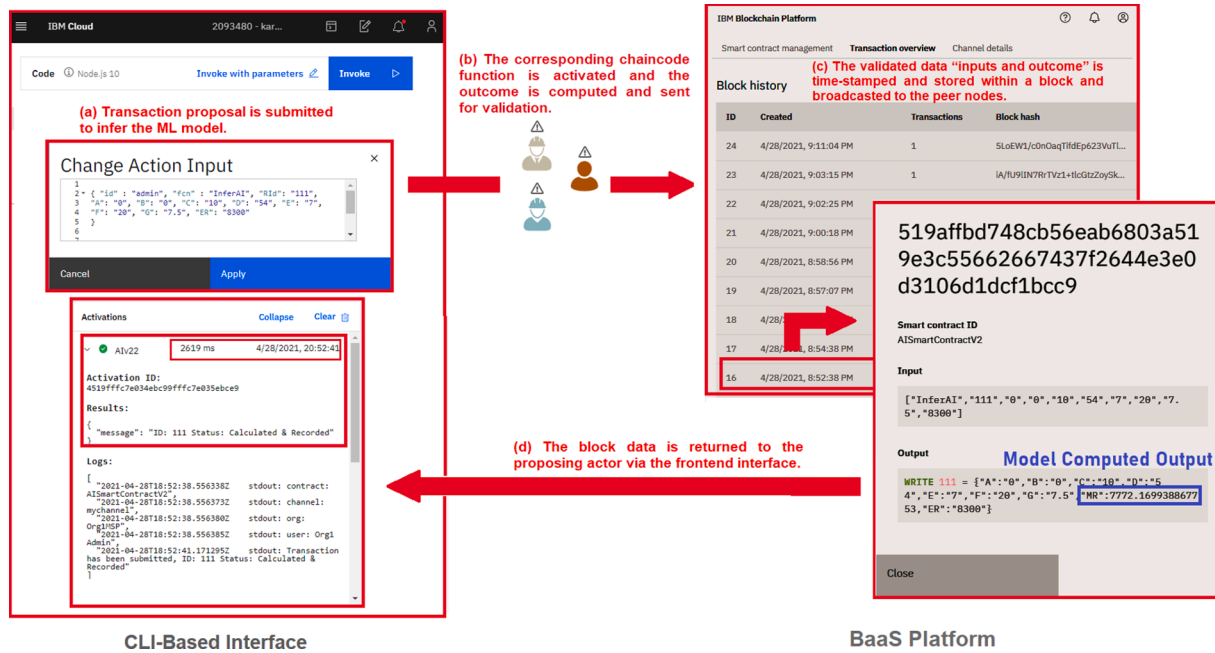 IBM Cloud
2093480 - kar...
Code
Node.js 10
Invoke with parameters
Invoke
(a) Transaction proposal is submitted
to infer the ML model.
Change Action Input
1
2 { "id" : "admin", "fcn" : "InferAI", "RId": "111",
3 "A": "0", "B": "0", "C": "10", "D": "54", "E": "7",
4 "F": "20", "G": "7.5", "ER": "8300"
5 }
6
7
Cancel
Apply
Activations
Collapse
Clear
AIv22
2619 ms
4/28/2021, 20:52:41
Activation ID:
4519fffc7e034ebc99fffc7e035ebce9
Results:
{
"message": "ID: 111 Status: Calculated & Recorded"
}
Logs:
[
"2021-04-28T18:52:38.556338Z stdout: contract:
AISmartContractV2",
"2021-04-28T18:52:38.556373Z stdout: channel:
mychannel",
"2021-04-28T18:52:38.556380Z stdout: org:
Org1MSP",
"2021-04-28T18:52:38.556385Z stdout: user: Org1
Admin",
"2021-04-28T18:52:41.171295Z stdout: Transaction
has been submitted, ID: 111 Status: Calculated &
Recorded"
]
CLI-Based Interface
(b) The corresponding chaincode
function is activated and the
outcome is computed and sent
for validation.
(d) The block data is returned to the
proposing actor via the frontend interface.
IBM Blockchain Platform
Smart contract management
Transaction overview
Channel details
(c) The validated data “inputs and outcome” is
time-stamped and stored within a block and
broadcasted to the peer nodes.
Block history
ID Created Transactions Block hash
24 4/28/2021, 9:11:04 PM 1 5LoEW1/c0nOaqTifdEp623VuTl...
23 4/28/2021, 9:03:15 PM 1 iA/fU9lIN7RrTVz1+tlcGtzZoySk...
22 4/28/2021, 9:02:25 PM
21 4/28/2021, 9:00:18 PM
20 4/28/2021, 8:58:56 PM
19 4/28/2021, 8:57:07 PM
18 4/28/
17 4/28/ 1, 8:54:38 PM
16 4/28/2021, 8:52:38 PM
519affbd748cb56eab6803a51
9e3c55662667437f2644e3e0
d3106d1dcf1bcc9
Smart contract ID
AISmartContractV2
Input
["InferAI","111","0","0","10","54","7","20","7.
5","8300"]
Output
Model Computed Output
WRITE 111 = {"A":"0","B":"0","C":"10","D":"5
4","E":"7","F":"20","G":"7.5","MR":7772.1699388677
53,"ER":"8300"}
Close
BaaS Platform